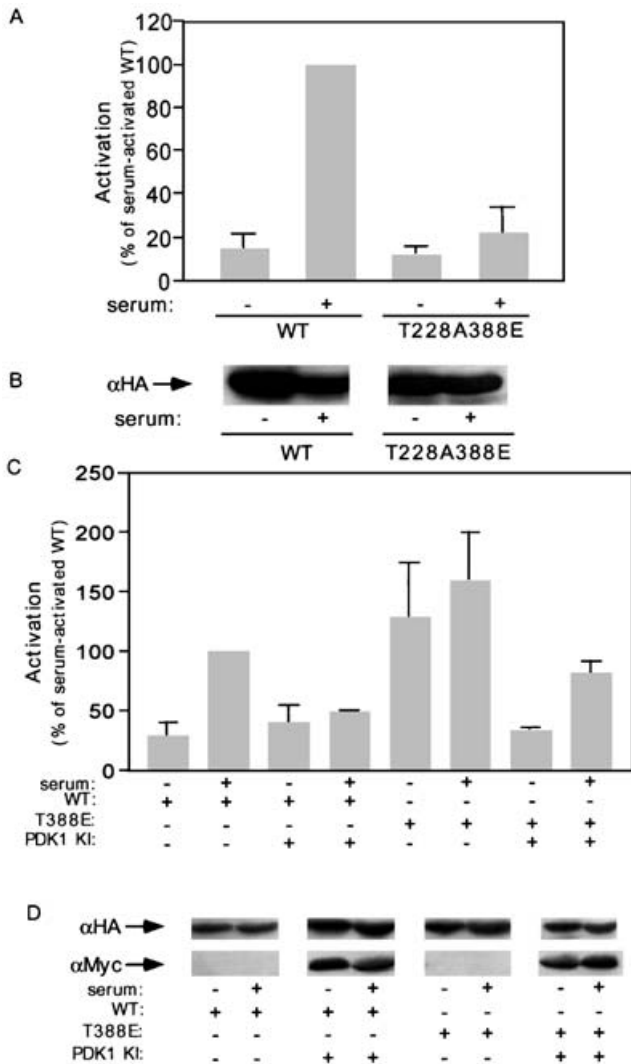 A
Activation
(% of serum-activated WT)
120
100
80
60
40
20
0
serum: - + - +
WT T228A388E
B
αHA
serum: - + - +
WT T228A388E
C
Activation
(% of serum-activated WT)
250
200
150
100
50
0
serum: - + - + - + - +
WT: + + + + - - - -
T388E: - - - - + + + +
PDK1 KI: - - + + - - + +
D
αHA
αMyc
serum: - + - + - + - +
WT: + + + + - - - -
T388E: - - - - + + + +
PDK1 KI: - - + + - - + +